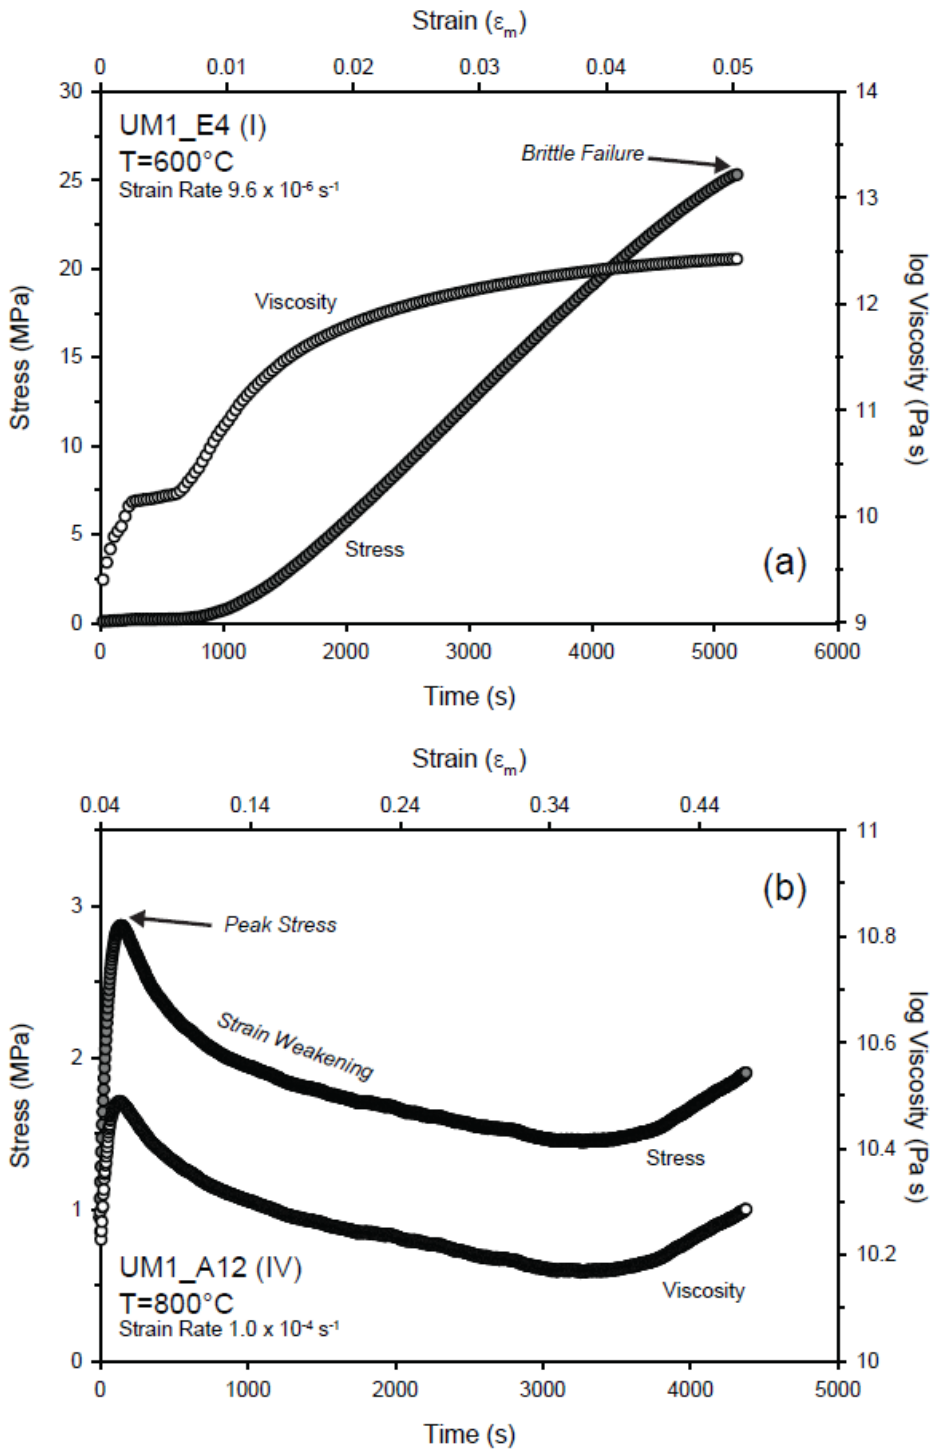 Strain (εm)
0 0.01 0.02 0.03 0.04 0.05
30 14
UM1_E4 (I)
T=600°C
Strain Rate 9.6 x 10-6 s-1
Brittle Failure
25
13
20
Viscosity
12
Stress (MPa)
log Viscosity (Pa s)
15
11
10
10
5
Stress
(a)
0 9
0 1000 2000 3000 4000 5000 6000
Time (s)
Strain (εm)
0.04 0.14 0.24 0.34 0.44
11
(b)
3
Peak Stress
10.8
Strain Weakening
10.6
2
Stress (MPa)
log Viscosity (Pa s)
10.4
Stress
1
10.2
UM1_A12 (IV)
T=800°C
Strain Rate 1.0 x 10-4 s-1
Viscosity
0 10
0 1000 2000 3000 4000 5000
Time (s)